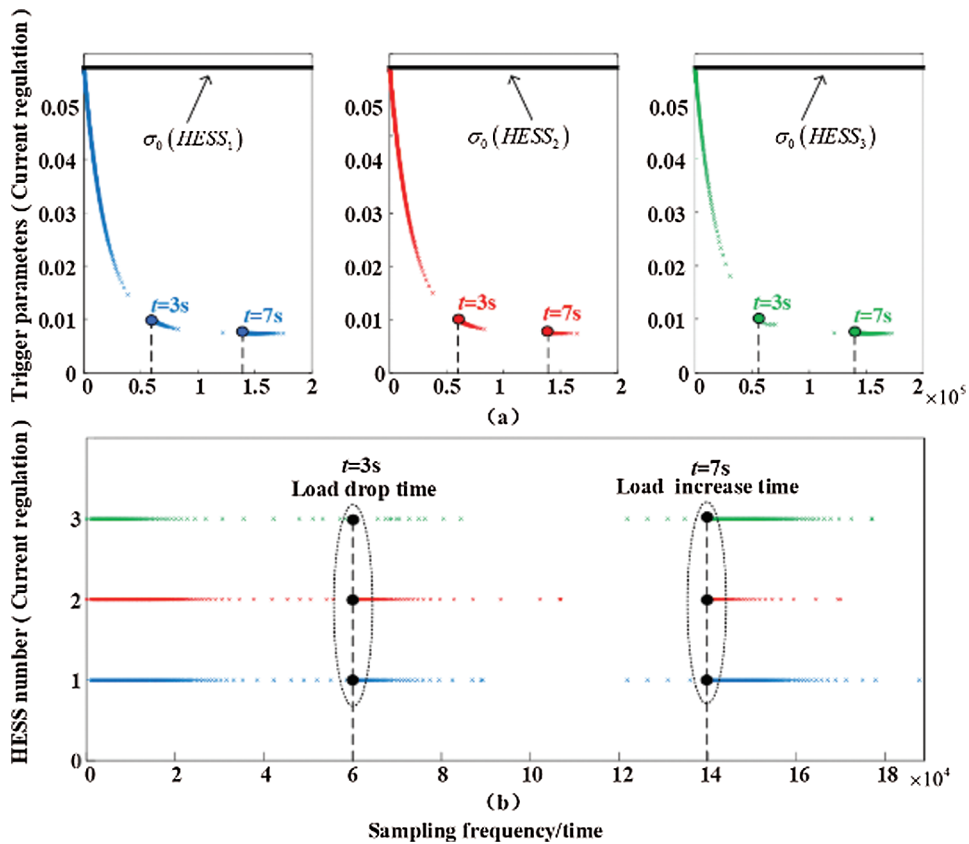 Trigger parameters ( Current regulation )
0.05
0.04
0.03
0.02
0.01
0
σ₀(HESS₁)
t=3s
t=7s
0 0.5 1 1.5 2
σ₀(HESS₂)
t=3s
t=7s
0 0.5 1 1.5 2
σ₀(HESS₃)
t=3s
t=7s
0 0.5 1 1.5 2
×10⁵
(a)
HESS number ( Current regulation )
3
2
1
0
t=3s
Load drop time
t=7s
Load increase time
0 2 4 6 8 10 12 14 16 18
×10⁴
(b)
Sampling frequency/time